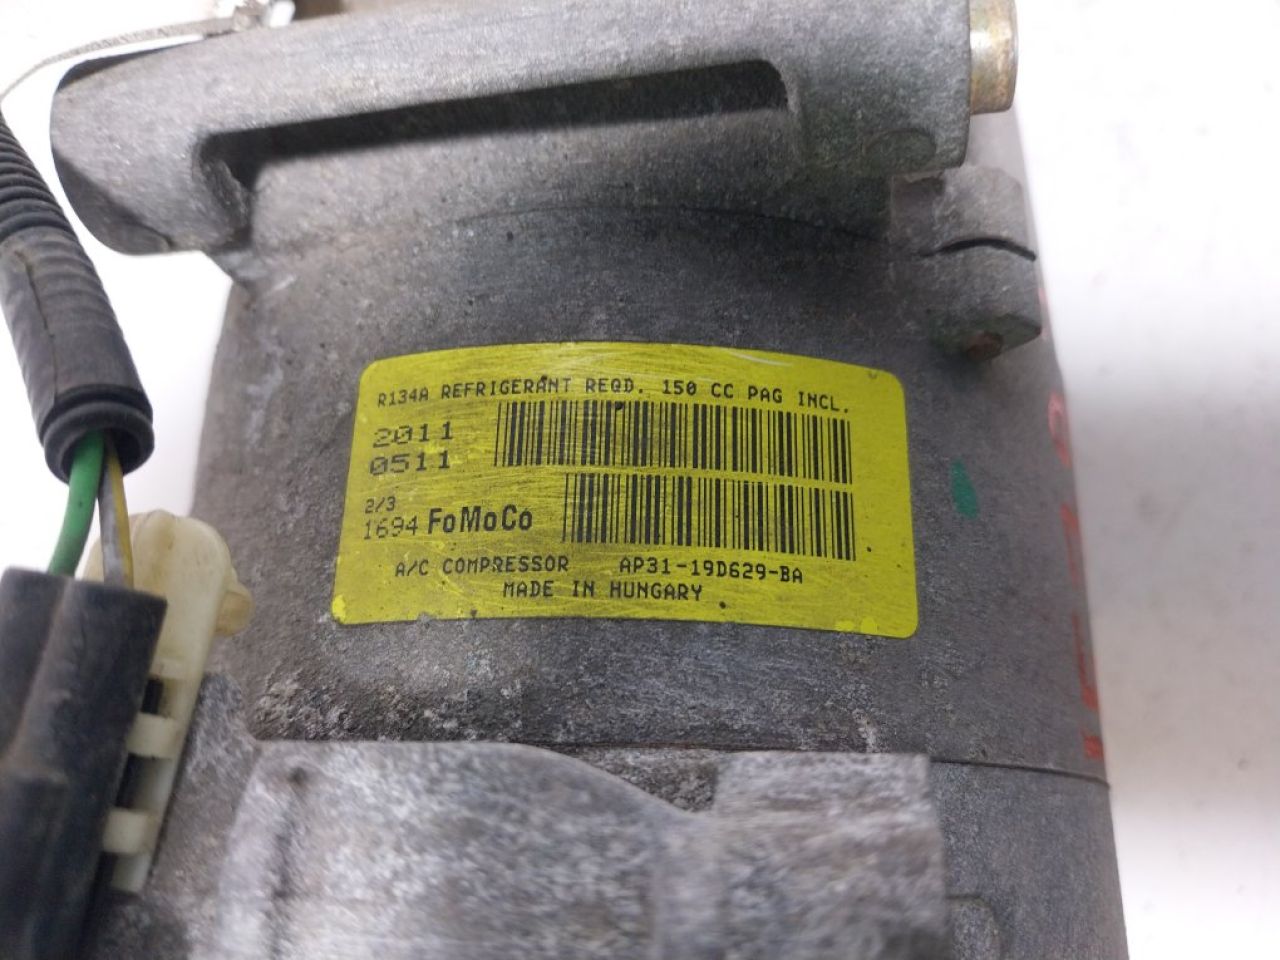 R134A REFRIGERANT REQD. 150 CC PAG INCL.
2011
0511
2/3
1694 FoMoCo
A/C COMPRESSOR AP31-19D629-BA
MADE IN HUNGARY